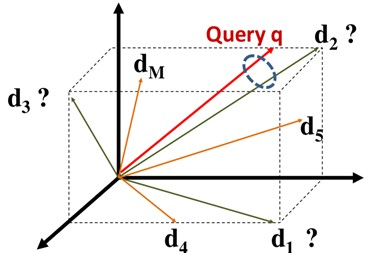 Query q
d2 ?
dM
d3 ?
d5
d4
d1 ?